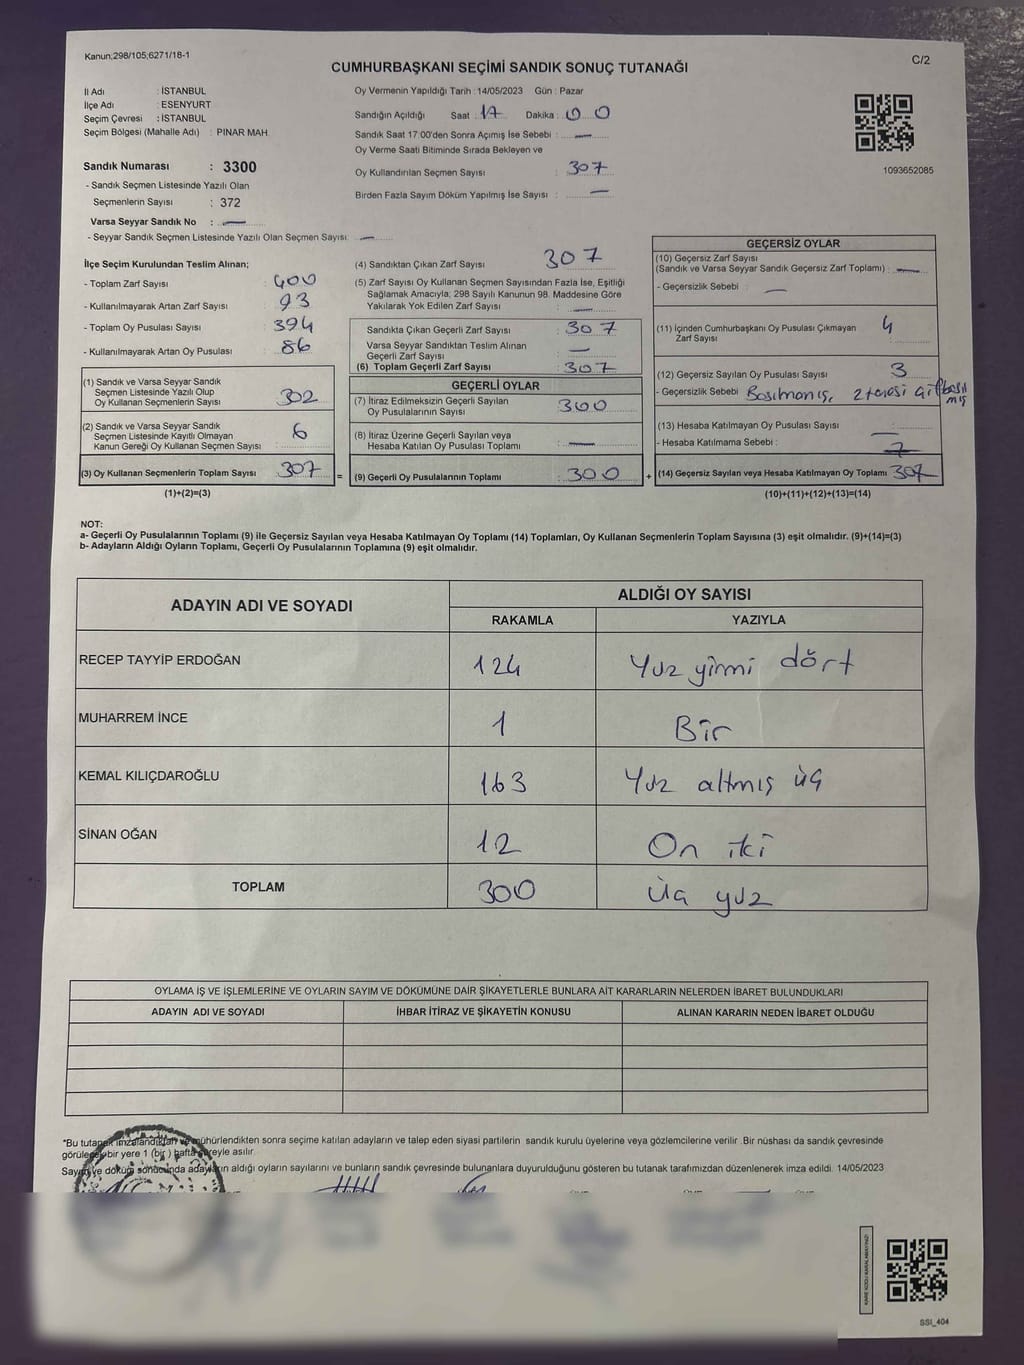 Kanun;298/105;6271/18-1
C/2
CUMHURBAŞKANI SEÇİMİ SANDIK SONUÇ TUTANAĞI
İl Adı : İSTANBUL
İlçe Adı : ESENYURT
Seçim Çevresi : İSTANBUL
Seçim Bölgesi (Mahalle Adı) : PINAR MAH.
Sandık Numarası : 3300
- Sandık Seçmen Listesinde Yazılı Olan
Seçmenlerin Sayısı : 372
Varsa Seyyar Sandık No : —
- Seyyar Sandık Seçmen Listesinde Yazılı Olan Seçmen Sayısı: —
Oy Vermenin Yapıldığı Tarih : 14/05/2023 Gün : Pazar
Sandığın Açıldığı Saat : 17 Dakika : 00
Sandık Saat 17:00'den Sonra Açımış İse Sebebi : —
Oy Verme Saati Bitiminde Sırada Bekleyen ve
Oy Kullandırılan Seçmen Sayısı : 307
Birden Fazla Sayım Döküm Yapılmış İse Sayısı : —
1093652085
İlçe Seçim Kurulundan Teslim Alınan;
- Toplam Zarf Sayısı : 400
- Kullanılmayarak Artan Zarf Sayısı : 93
- Toplam Oy Pusulası Sayısı : 394
- Kullanılmayarak Artan Oy Pusulası : 86
(1) Sandık ve Varsa Seyyar Sandık
Seçmen Listesinde Yazılı Olup
Oy Kullanan Seçmenlerin Sayısı : 302
(2) Sandık ve Varsa Seyyar Sandık
Seçmen Listesinde Kayıtlı Olmayan
Kanun Gereği Oy Kullanan Seçmen Sayısı : 6
(3) Oy Kullanan Seçmenlerin Toplam Sayısı : 307
(1)+(2)=(3)
(4) Sandıktan Çıkan Zarf Sayısı : 307
(5) Zarf Sayısı Oy Kullanan Seçmen Sayısından Fazla İse, Eşitliği
Sağlamak Amacıyla; 298 Sayılı Kanunun 98. Maddesine Göre
Yakılarak Yok Edilen Zarf Sayısı : —
Sandıkta Çıkan Geçerli Zarf Sayısı : 307
Varsa Seyyar Sandıktan Teslim Alınan
Geçerli Zarf Sayısı : —
(6) Toplam Geçerli Zarf Sayısı : 307
GEÇERLİ OYLAR
(7) İtiraz Edilmeksizin Geçerli Sayılan
Oy Pusulalarının Sayısı : 300
(8) İtiraz Üzerine Geçerli Sayılan veya
Hesaba Katılan Oy Pusulası Toplamı : —
= (9) Geçerli Oy Pusulalarının Toplamı : 300 +
GEÇERSİZ OYLAR
(10) Geçersiz Zarf Sayısı
(Sandık ve Varsa Seyyar Sandık Geçersiz Zarf Toplamı) : —
- Geçersizlik Sebebi : —
(11) İçinden Cumhurbaşkanı Oy Pusulası Çıkmayan 4
Zarf Sayısı :
(12) Geçersiz Sayılan Oy Pusulası Sayısı : 3
- Geçersizlik Sebebi : Basılmamış, 2 tanesi çift basıl
mış
(13) Hesaba Katılmayan Oy Pusulası Sayısı : —
- Hesaba Katılmama Sebebi : 7
(14) Geçersiz Sayılan veya Hesaba Katılmayan Oy Toplamı : 307
(10)+(11)+(12)+(13)=(14)
NOT:
a- Geçerli Oy Pusulalarının Toplamı (9) ile Geçersiz Sayılan veya Hesaba Katılmayan Oy Toplamı (14) Toplamları, Oy Kullanan Seçmenlerin Toplam Sayısına (3) eşit olmalıdır. (9)+(14)=(3)
b- Adayların Aldığı Oyların Toplamı, Geçerli Oy Pusulalarının Toplamına (9) eşit olmalıdır.
ADAYIN ADI VE SOYADI ALDIĞI OY SAYISI
RAKAMLA YAZIYLA
RECEP TAYYİP ERDOĞAN 124 Yuz yirmi dört
MUHARREM İNCE 1 Bir
KEMAL KILIÇDAROĞLU 163 Yuz altmış üç
SİNAN OĞAN 12 On iki
TOPLAM 300 üç yuz
OYLAMA İŞ VE İŞLEMLERİNE VE OYLARIN SAYIM VE DÖKÜMÜNE DAİR ŞİKAYETLERLE BUNLARA AİT KARARLARIN NELERDEN İBARET BULUNDUKLARI
ADAYIN ADI VE SOYADI İHBAR İTİRAZ VE ŞİKAYETİN KONUSU ALINAN KARARIN NEDEN İBARET OLDUĞU
*Bu tutanak imzalandıktan ve mühürlendikten sonra seçime katılan adayların ve talep eden siyasi partilerin sandık kurulu üyelerine veya gözlemcilerine verilir. Bir nüshası da sandık çevresinde
görülecek bir yere 1 (bir) hafta süreyle asılır.
Sayım ve döküm sonucunda adayların aldığı oyların sayılarını ve bunların sandık çevresinde bulunanlara duyurulduğunu gösteren bu tutanak tarafımızdan düzenlenerek imza edildi. 14/05/2023
KARE KODU KARALAMAYINIZ!
SSI_404